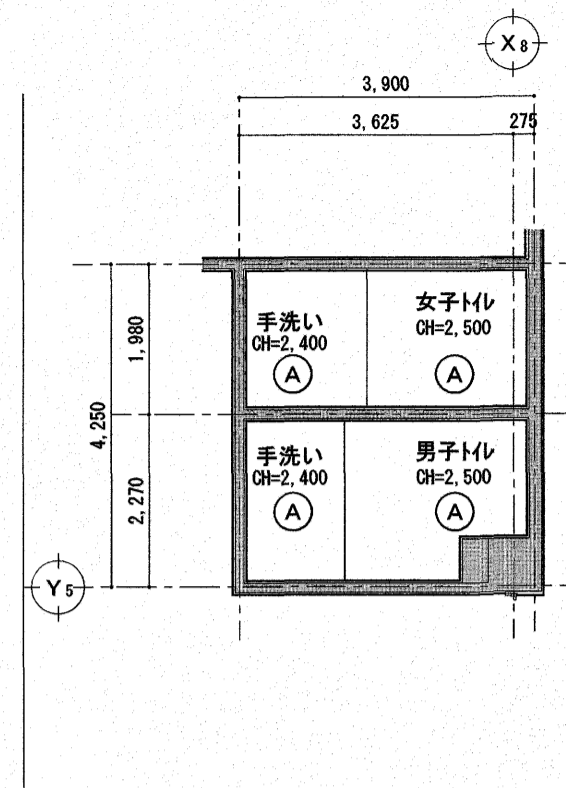 X8
3,900
3,625
275
女子トイレ
CH=2,500
手洗い
CH=2,400
A
A
1,980
4,250
男子トイレ
CH=2,500
手洗い
CH=2,400
A
A
2,270
Y5